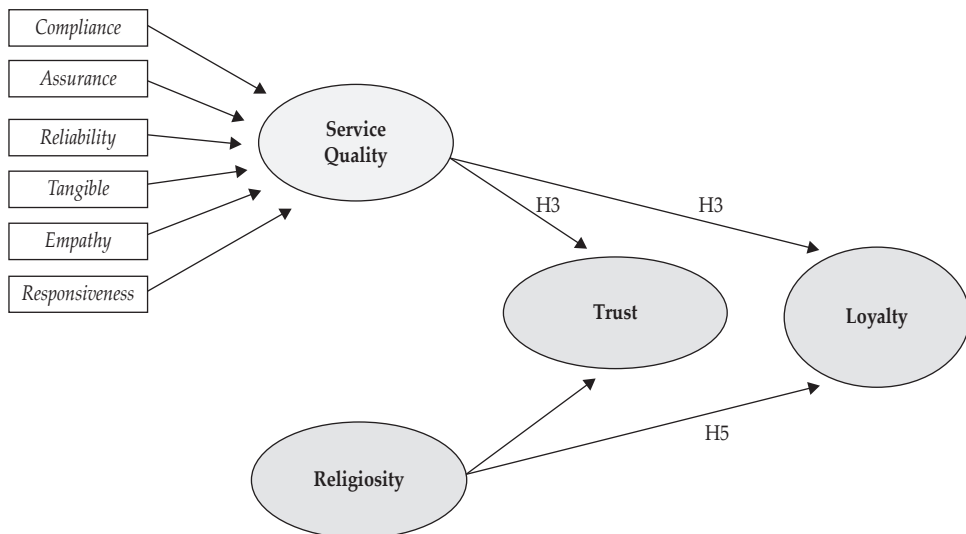 Compliance
Assurance
Reliability
Tangible
Empathy
Responsiveness
Service
Quality
H3
H3
Trust
Loyalty
Religiosity
H5